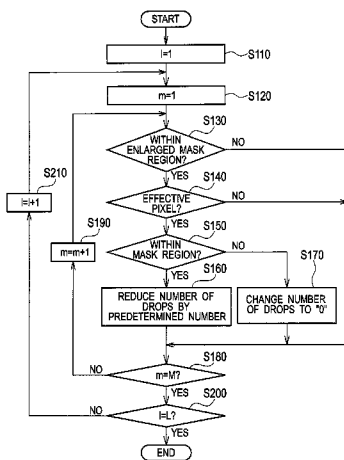 START
l=1
S110
m=1
S120
S130
WITHIN
ENLARGED MASK
REGION?
NO
YES
S140
EFFECTIVE
PIXEL?
NO
YES
S210
l=l+1
S190
m=m+1
S150
WITHIN
MASK REGION?
NO
YES
S160
REDUCE NUMBER OF
DROPS BY
PREDETERMINED NUMBER
S170
CHANGE NUMBER
OF DROPS TO "0"
S180
m=M?
NO
YES
S200
l=L?
NO
YES
END